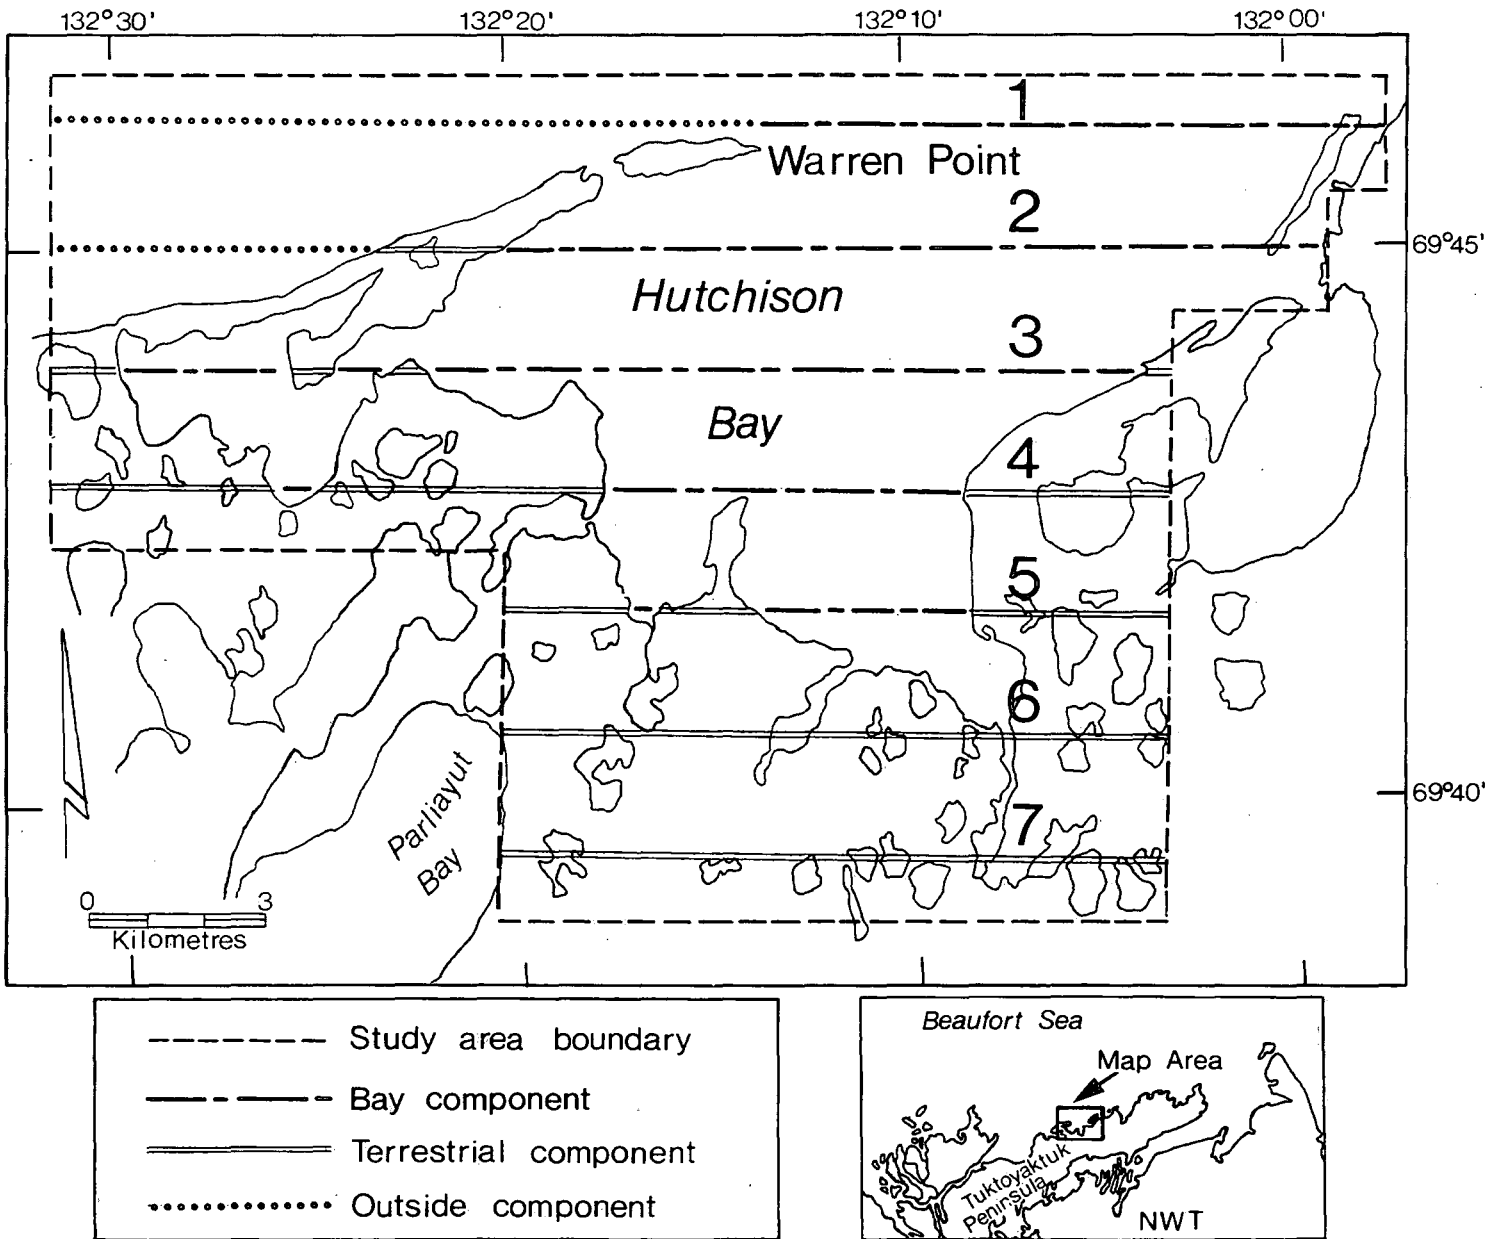 132°30'
132°20'
132°10'
132°00'
1
Warren Point
2
69°45'
Hutchison
3
Bay
4
5
6
69°40'
7
Parliayut
Bay
0 3
Kilometres
Study area boundary
Bay component
Terrestrial component
Outside component
Beaufort Sea
Map Area
Tuktoyaktuk
Peninsula
NWT